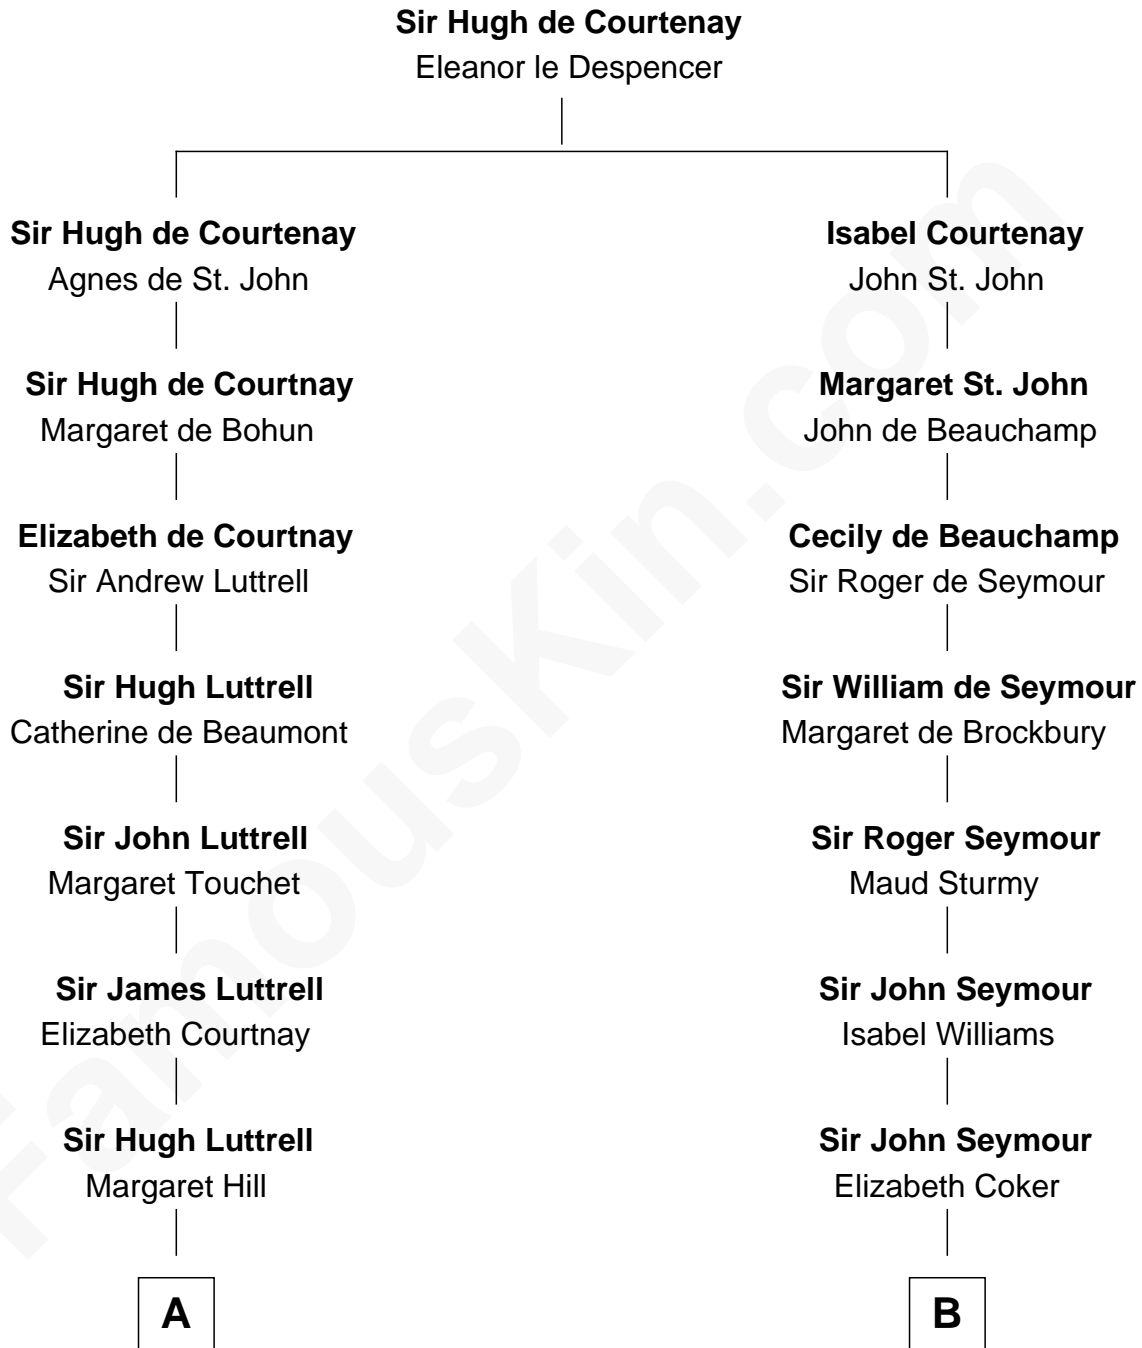 Sir Hugh de Courtenay
Eleanor le Despencer
Sir Hugh de Courtenay
Agnes de St. John
Isabel Courtenay
John St. John
Sir Hugh de Courtnay
Margaret de Bohun
Margaret St. John
John de Beauchamp
Elizabeth de Courtnay
Sir Andrew Luttrell
Cecily de Beauchamp
Sir Roger de Seymour
Sir Hugh Luttrell
Catherine de Beaumont
Sir William de Seymour
Margaret de Brockbury
Sir John Luttrell
Margaret Touchet
Sir Roger Seymour
Maud Sturmy
Sir James Luttrell
Elizabeth Courtnay
Sir John Seymour
Isabel Williams
Sir Hugh Luttrell
Margaret Hill
Sir John Seymour
Elizabeth Coker
A
B
FamousKin.com